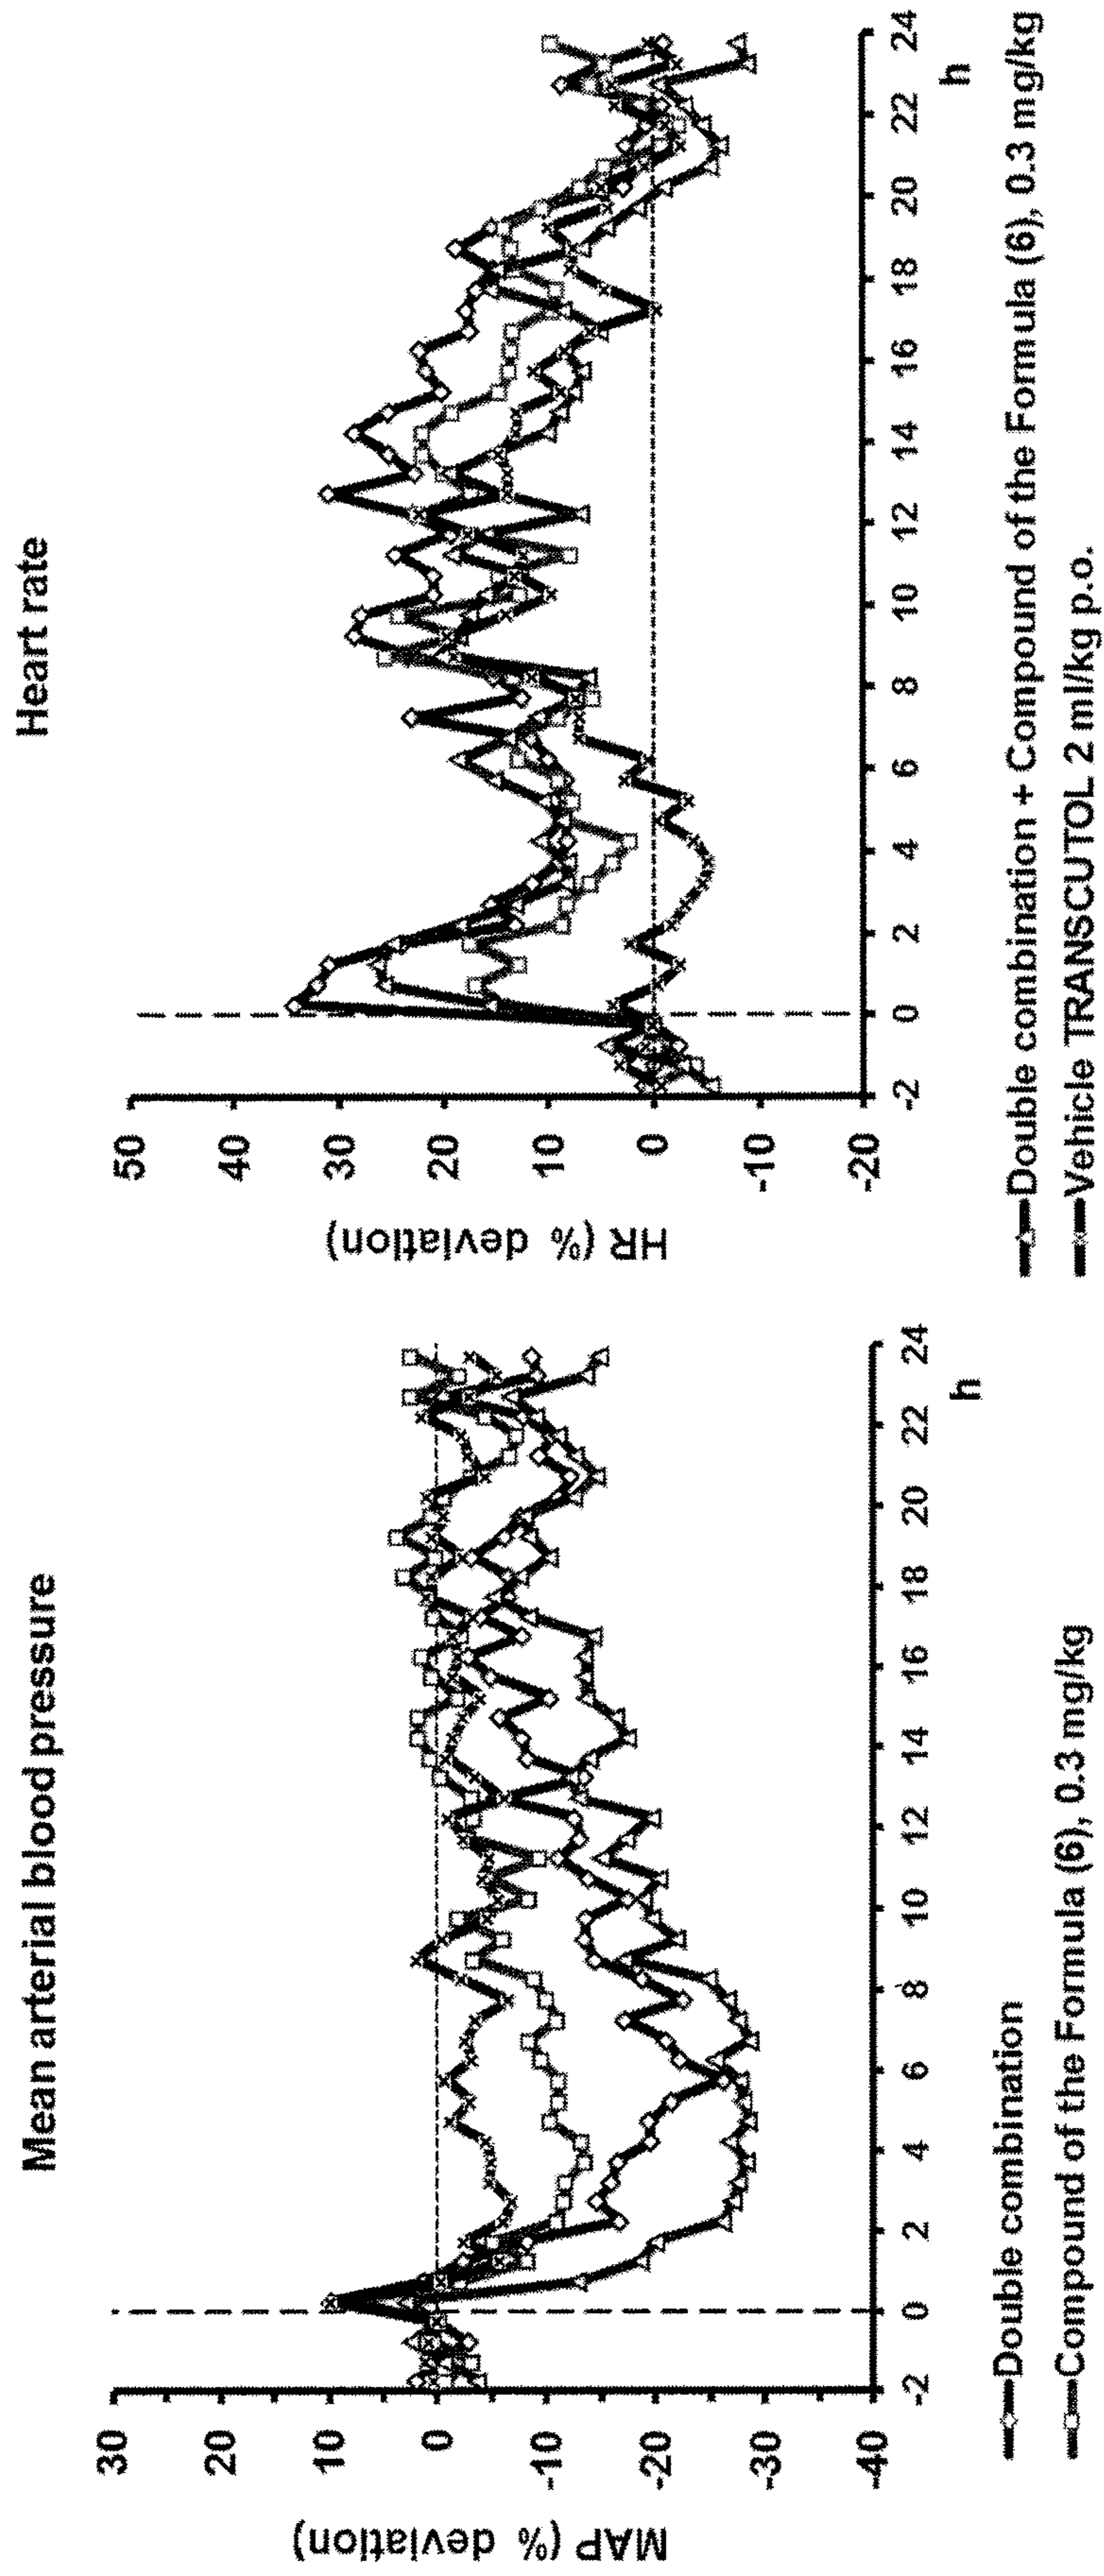 Mean arterial blood pressure
30
20
10
0
-10
-20
-30
-40
MAP (% deviation)
-2 0 2 4 6 8 10 12 14 16 18 20 22 24
h
Heart rate
50
40
30
20
10
0
-10
-20
HR (% deviation)
-2 0 2 4 6 8 10 12 14 16 18 20 22 24
h
Double combination
Double combination + Compound of the Formula (6), 0.3 mg/kg
Compound of the Formula (6), 0.3 mg/kg
Vehicle TRANSCUTOL 2 ml/kg p.o.